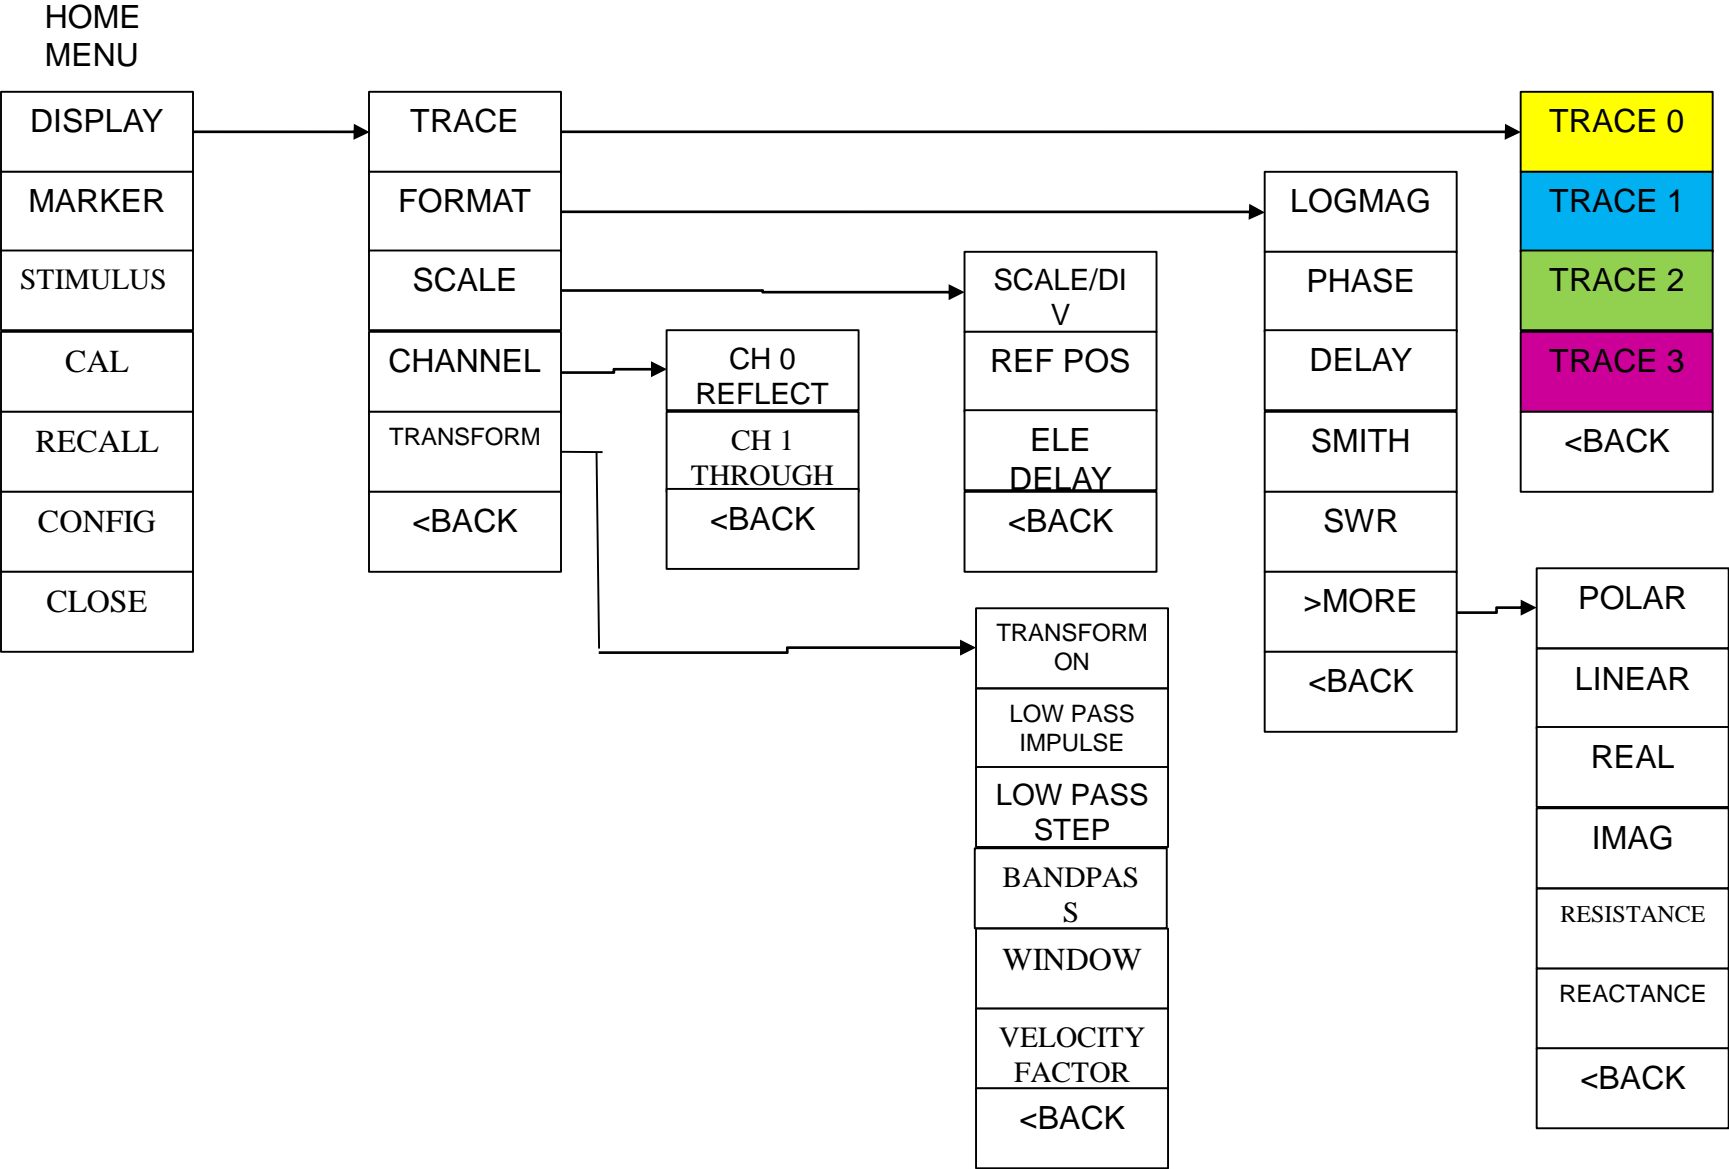 HOME
MENU
DISPLAY
MARKER
STIMULUS
CAL
RECALL
CONFIG
CLOSE
TRACE
FORMAT
SCALE
CHANNEL
TRANSFORM
<BACK
CH 0
REFLECT
CH 1
THROUGH
<BACK
SCALE/DI
V
REF POS
ELE
DELAY
<BACK
TRANSFORM
ON
LOW PASS
IMPULSE
LOW PASS
STEP
BANDPAS
S
WINDOW
VELOCITY
FACTOR
<BACK
LOGMAG
PHASE
DELAY
SMITH
SWR
>MORE
<BACK
TRACE 0
TRACE 1
TRACE 2
TRACE 3
<BACK
POLAR
LINEAR
REAL
IMAG
RESISTANCE
REACTANCE
<BACK